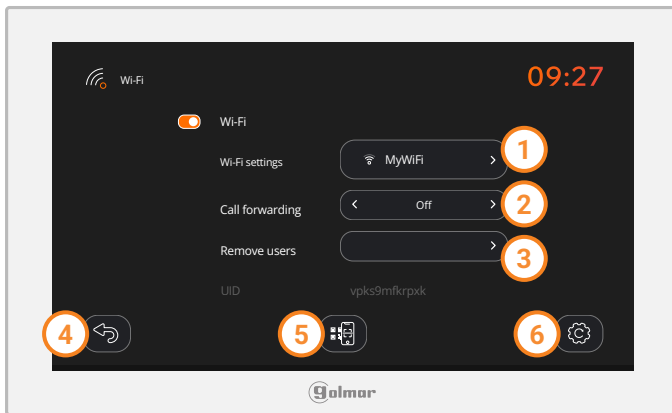 Wi-Fi
09:27
Wi-Fi
Wi-Fi settings
MyWiFi
1
Call forwarding
Off
2
Remove users
3
UID
vpks9mfkrpxk
4
5
6
golmar